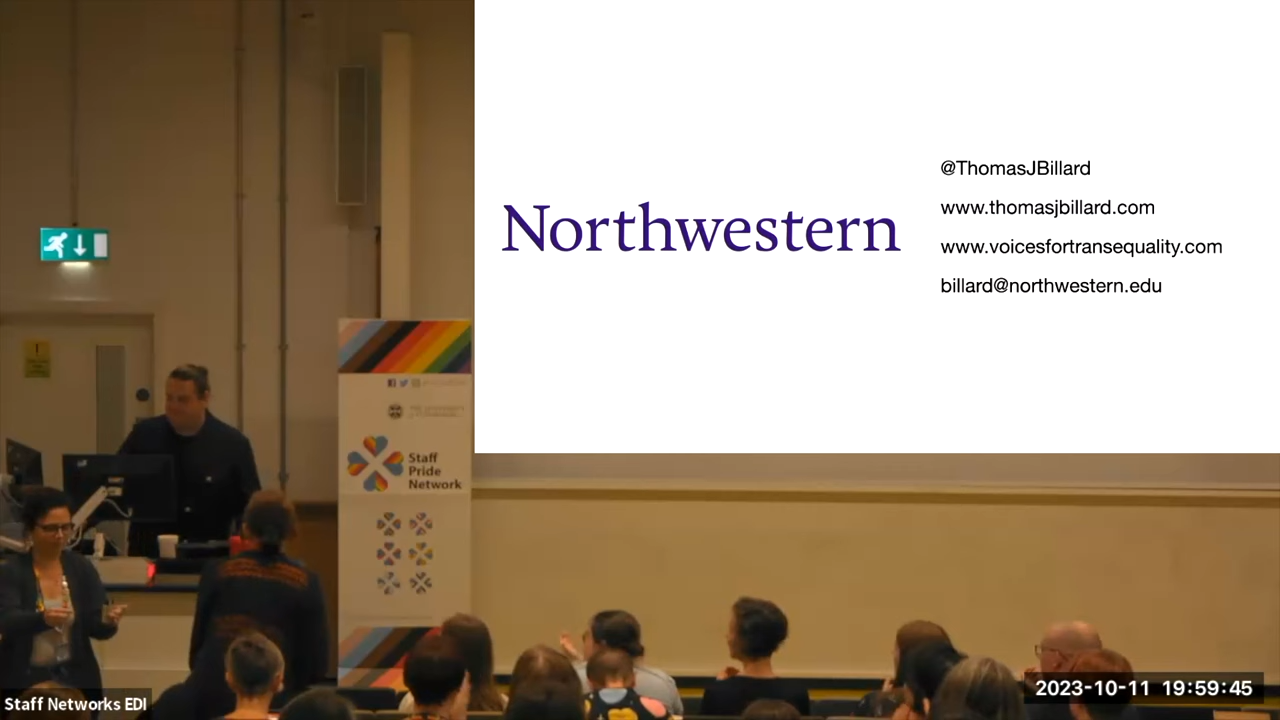 Northwestern
@ThomasJBillard
www.thomasjbillard.com
www.voicesfortransequality.com
billard@northwestern.edu
Staff
Pride
Network
Staff Networks EDI
2023-10-11 19:59:45